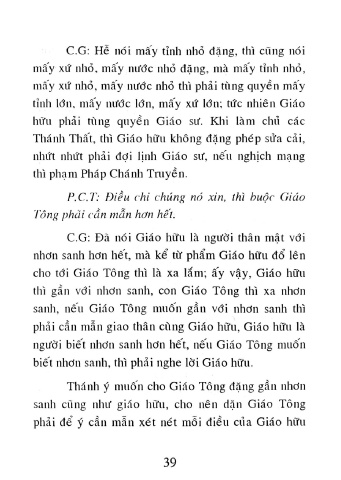 C.G: Hễ nói mấy tỉnh nhỏ đặng, thì cũng nói
mấy xứ nhỏ, mấy nước nhỏ đặng, mà mấy tỉnh nhỏ,
mấy xứ nhỏ, mấy nước nhỏ thì phải tùng quyền mấy
tỉnh lớn, mấy nước lớn, mấy xứ lớn; tức nhiên Giáo
hữu phải tùng quyền Giáo sư. Khi làm chủ các
Thánh Thất, thì Giáo hữu không đặng phép sửa cải,
nhứt nhứt phải đợi lịnh Giáo sư, nếu nghịch mạng
thì phạm Pháp Chánh Truyền.
P.C.T: Điều chi chúng nó xin, thì buộc Giáo
Tông phải cần mẫn hơn hết.
C.G: Đã nói Giáo hữu là người thân mật với
nhơn sanh hơn hết, mà kể từ phẩm Giáo hữu đổ lên
cho tới Giáo Tông thì là xa lắm; ấy vậy, Giáo hữu
thì gần với nhơn sanh, con Giáo Tông thì xa nhơn
sanh, nếu Giáo Tông muốn gần với nhơn sanh thì
phải cần mẫn giao thân cùng Giáo hữu, Giáo hữu là
người biết nhơn sanh hơn hết, nếu Giáo Tông muốn
biết nhơn sanh, thì phải nghe lời Giáo hữu.
Thánh ý muốn cho Giáo Tông đặng gần nhơn
sanh cũng như giáo hữu, cho nên dặn Giáo Tông
phải để ý cần mẫn xét nét mỗi điều của Giáo hữu
39